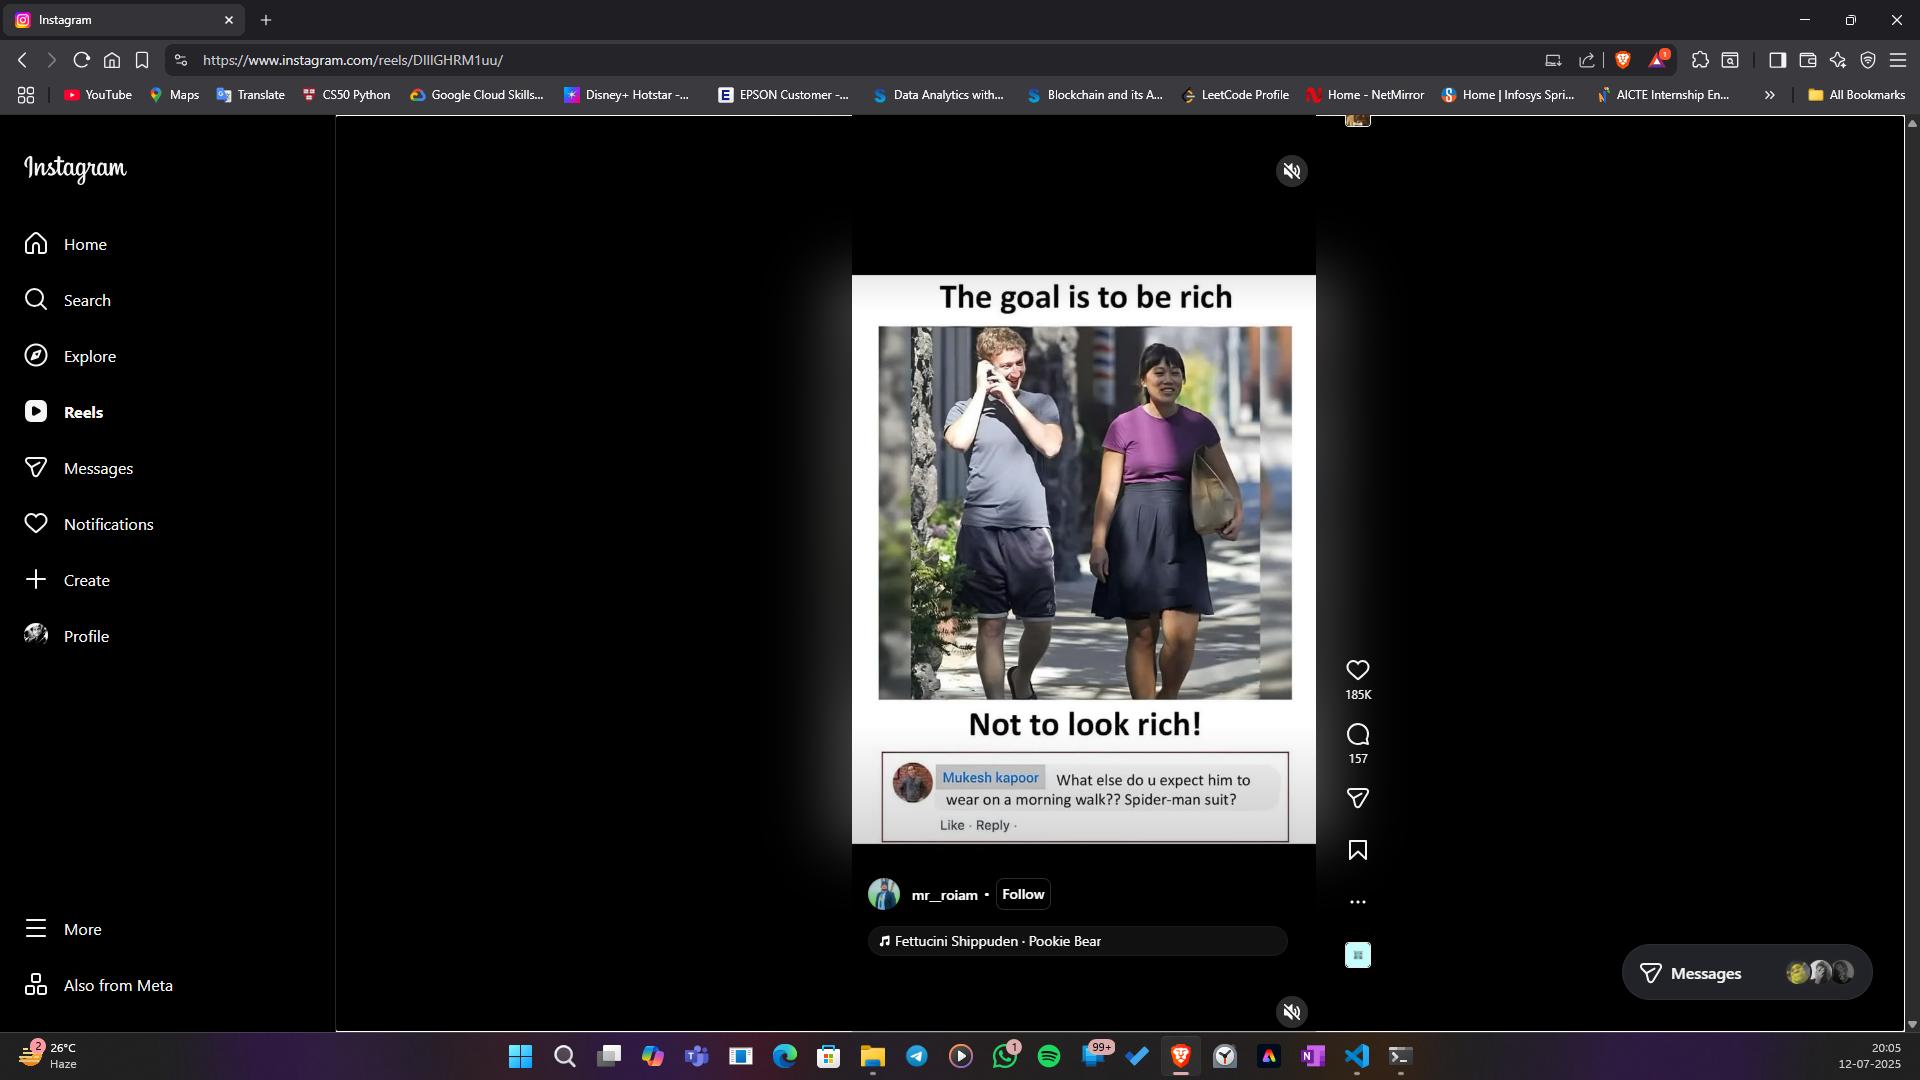 Instagram
https://www.instagram.com/reels/DIIIGHRM1uu/
1
YouTube
Maps
Translate
CS50 Python
Google Cloud Skills...
Disney+ Hotstar -...
EPSON Customer -...
Data Analytics with...
Blockchain and its A...
LeetCode Profile
Home - NetMirror
Home | Infosys Spri...
AICTE Internship En...
All Bookmarks
Instagram
Home
Search
Explore
Reels
Messages
Notifications
Create
Profile
More
Also from Meta
The goal is to be rich
Not to look rich!
Mukesh kapoor What else do u expect him to
wear on a morning walk?? Spider-man suit?
Like · Reply ·
185K
157
mr__roiam • Follow
Fettucini Shippuden · Pookie Bear
Messages
2
26°C
Haze
1
99+
20:05
12-07-2025